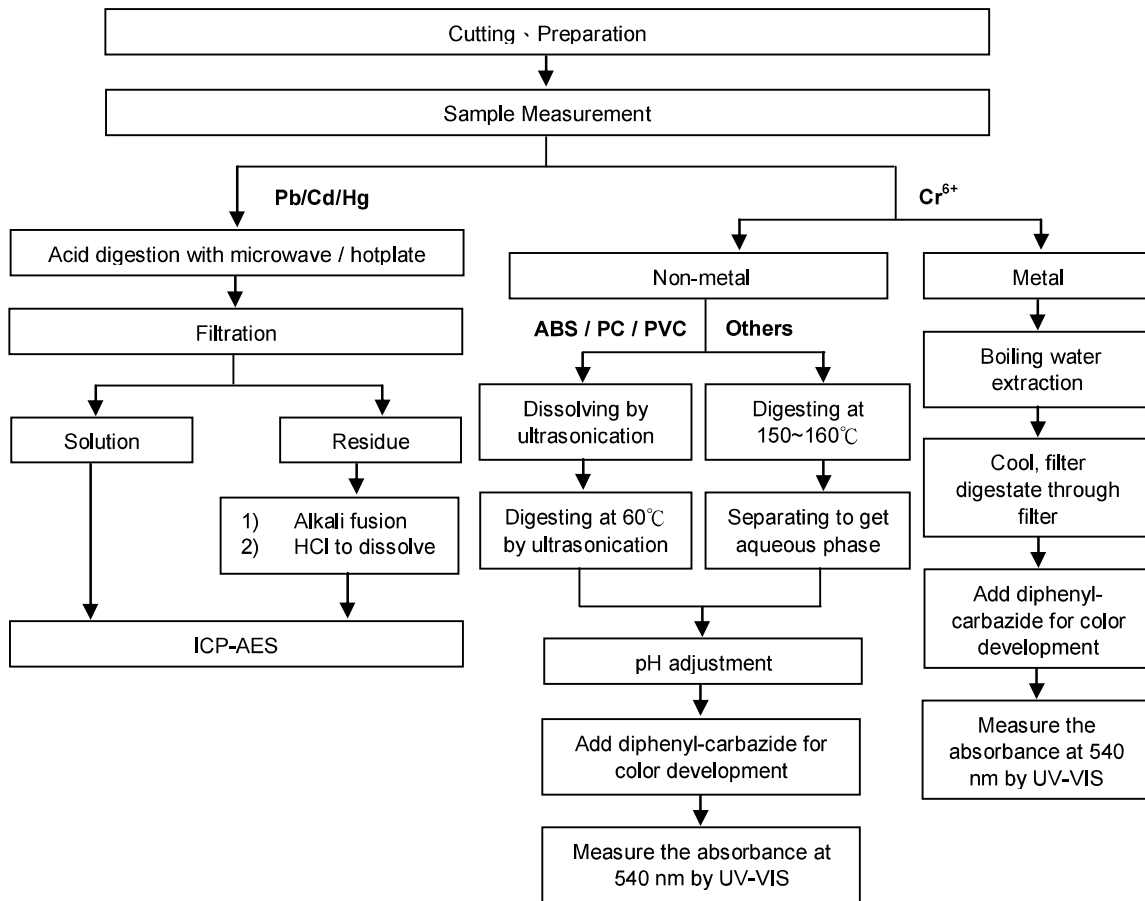 Cutting、Preparation
Sample Measurement
Pb/Cd/Hg
Cr6+
Acid digestion with microwave / hotplate
Non-metal
Metal
Filtration
ABS / PC / PVC
Others
Boiling water
extraction
Solution
Residue
Dissolving by
ultrasonication
Digesting at
150~160℃
Cool, filter
digestate through
filter
1) Alkali fusion
2) HCl to dissolve
Digesting at 60℃
by ultrasonication
Separating to get
aqueous phase
Add diphenyl-
carbazide for color
development
ICP-AES
pH adjustment
Measure the
absorbance at 540
nm by UV-VIS
Add diphenyl-carbazide for
color development
Measure the absorbance at
540 nm by UV-VIS